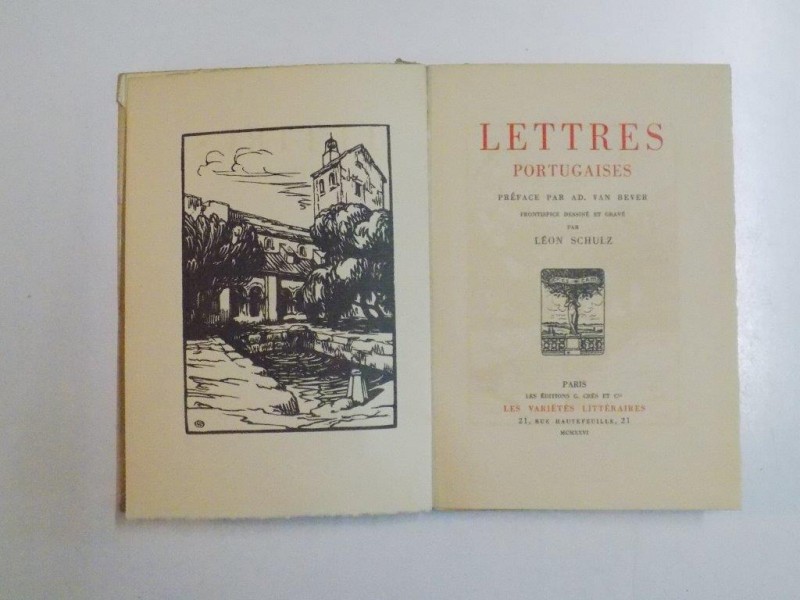 LETTRES
PORTUGAISES
PRÉFACE PAR AD. VAN BEVER
FRONTISPICE DESSINÉ ET GRAVÉ
PAR
LÉON SCHULZ
PARIS
LES ÉDITIONS G. CRÈS ET Cie
LES VARIÉTÉS LITTÉRAIRES
21, RUE HAUTEFEUILLE, 21
MCMXXVI